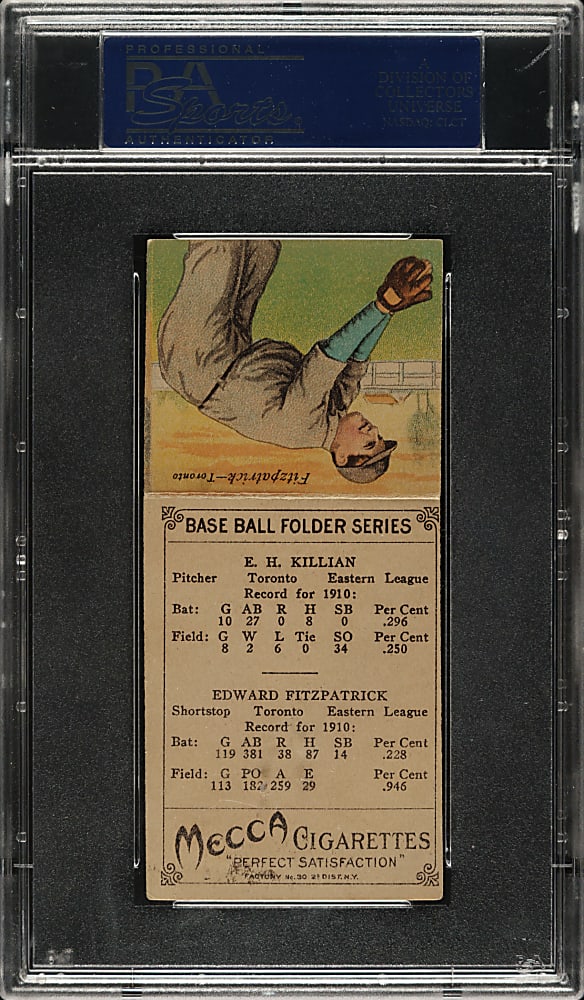 PROFESSIONAL
PSA
Sports
AUTHENTICATOR
A
DIVISION OF
COLLECTORS
UNIVERSE
NASDAQ: CLCT
Fitzpatrick—Toronto
BASE BALL FOLDER SERIES
E. H. KILLIAN
Pitcher Toronto Eastern League
Record for 1910:
Bat: G AB R H SB Per Cent
10 27 0 8 0 .296
Field: G W L Tie SO Per Cent
8 2 6 0 34 .250
EDWARD FITZPATRICK
Shortstop Toronto Eastern League
Record for 1910:
Bat: G AB R H SB Per Cent
119 381 38 87 14 .228
Field: G PO A E Per Cent
113 182 259 29 .946
MECCA CIGARETTES
"PERFECT SATISFACTION"
FACTORY No. 30 2d DIST. N.Y.